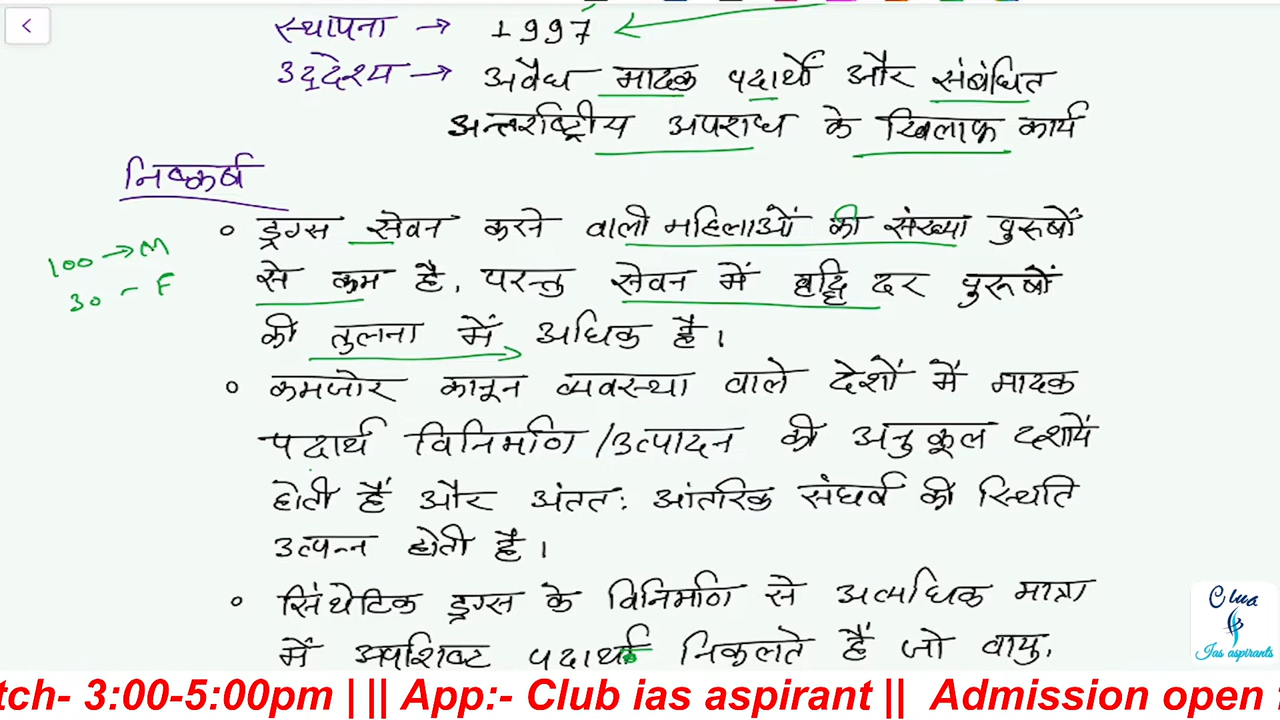 स्थापना → 1997
उद्देश्य → अवैध मादक पदार्थों और संबंधित
अन्तर्राष्ट्रीय अपराध के खिलाफ कार्य
निष्कर्ष
• ड्रग्स सेवन करने वाली महिलाओं की संख्या पुरुषों
100 → M
से कम है, परन्तु सेवन में वृद्धि दर पुरूषों
30 - F
की तुलना में अधिक है।
• कमजोर कानून व्यवस्था वाले देशों में मादक
पदार्थ विनिर्माण/उत्पादन की अनुकूल दशायें
होती हैं और अंततः आंतरिक संघर्ष की स्थिति
उत्पन्न होती है।
• सिंथेटिक ड्रग्स के विनिर्माण से अत्यधिक मात्रा
में अपशिष्ट पदार्थ निकलते हैं जो वायु,
Club
Ias aspirants
tch- 3:00-5:00pm | || App:- Club ias aspirant || Admission open